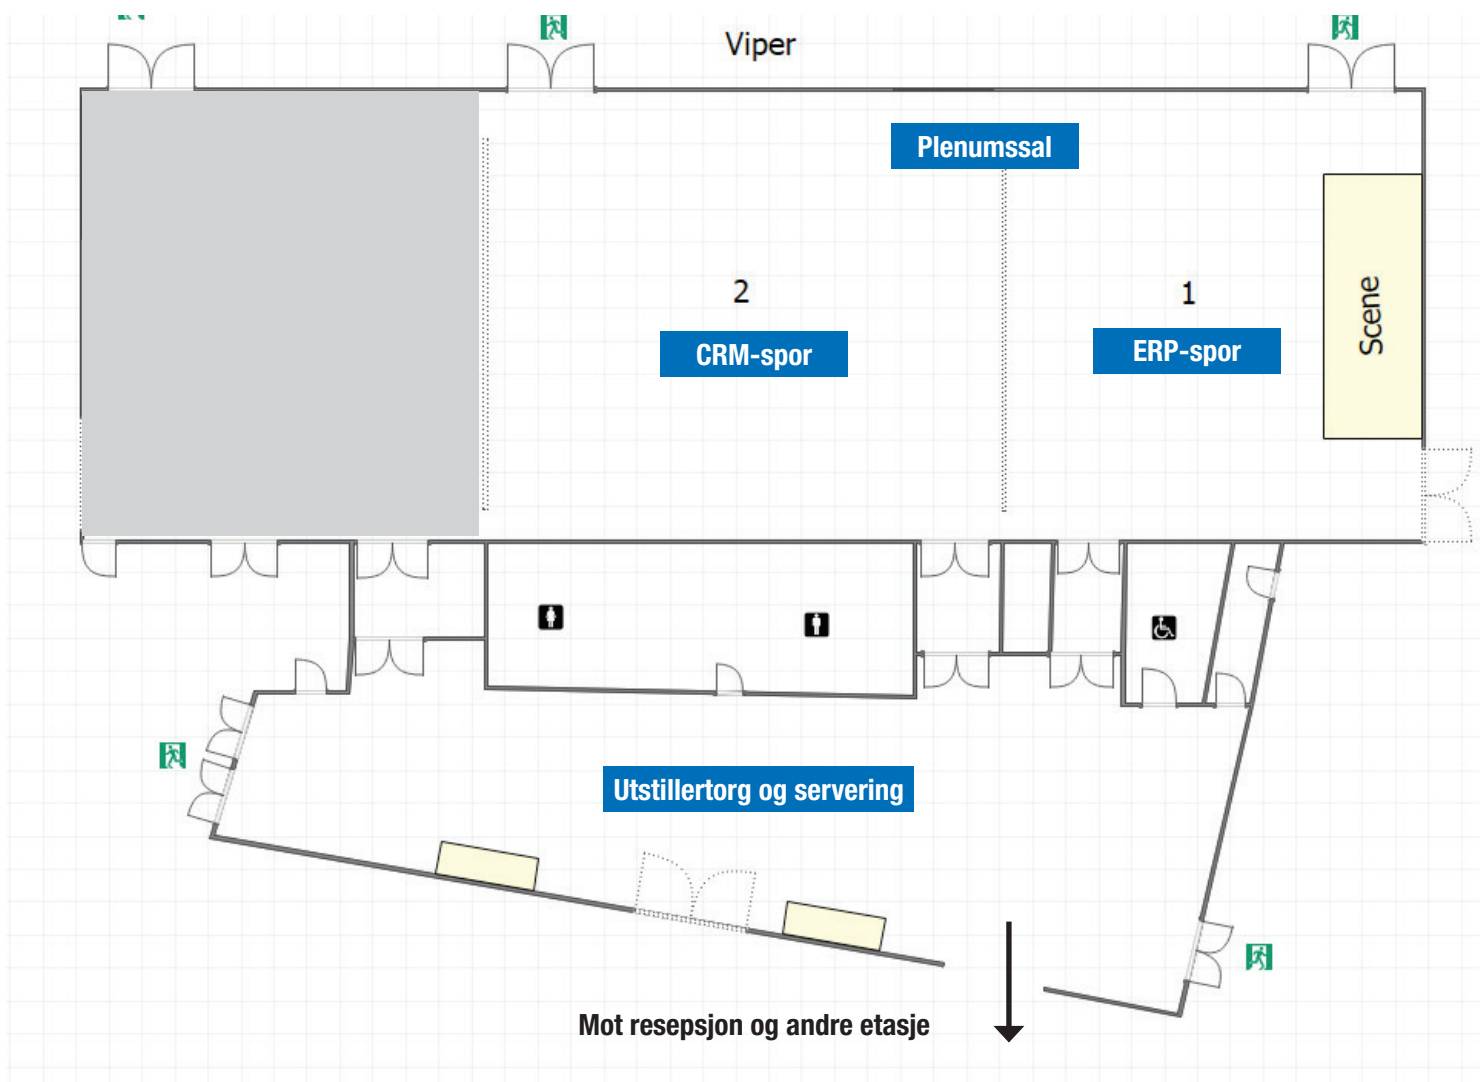 Viper
Plenumssal
2
1
CRM-spor
ERP-spor
Scene
Utstillertorg og servering
Mot resepsjon og andre etasje